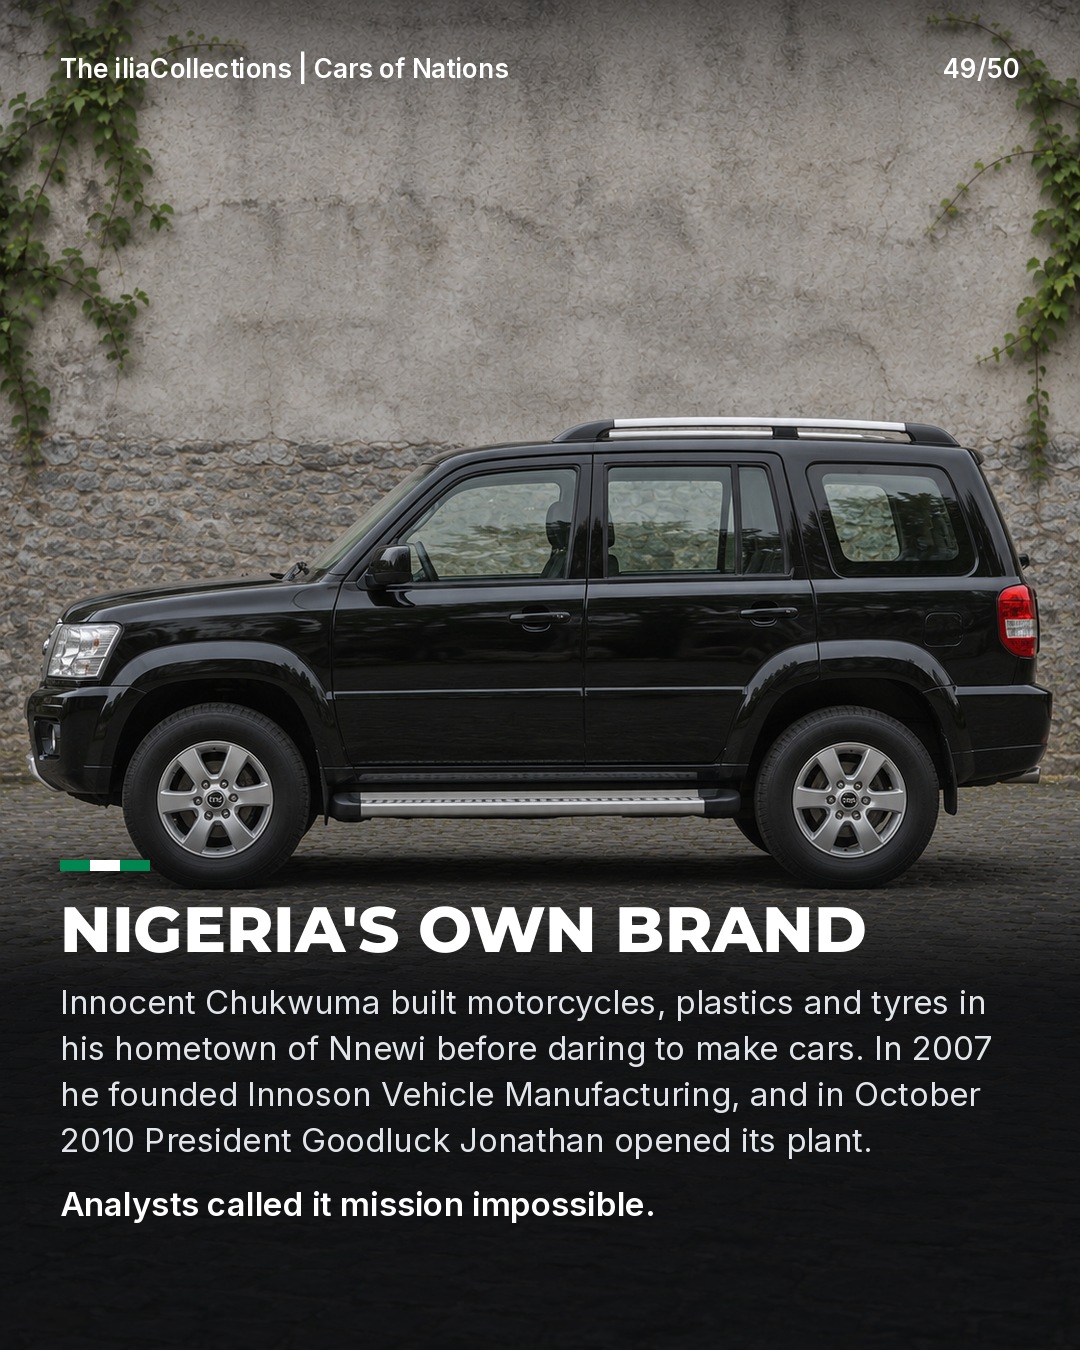 The iliaCollections | Cars of Nations
49/50
NIGERIA'S OWN BRAND
Innocent Chukwuma built motorcycles, plastics and tyres in
his hometown of Nnewi before daring to make cars. In 2007
he founded Innoson Vehicle Manufacturing, and in October
2010 President Goodluck Jonathan opened its plant.
Analysts called it mission impossible.